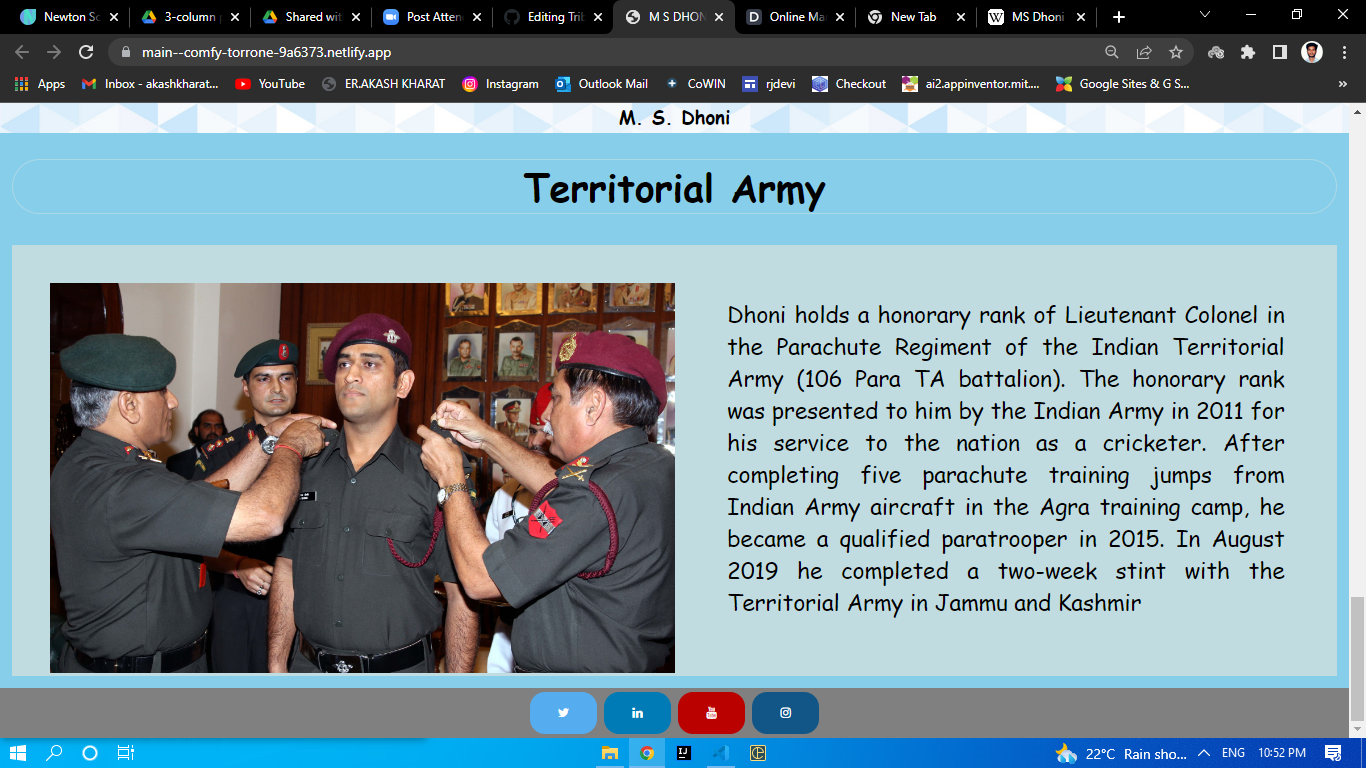 Newton Sc
3-column
Shared wit
Post Atten
Editing Trib
M S DHON
Online Ma
New Tab
MS Dhoni
main--comfy-torrone-9a6373.netlify.app
Apps
Inbox - akashkharat...
YouTube
ER.AKASH KHARAT
Instagram
Outlook Mail
CoWIN
rjdevi
Checkout
ai2.appinventor.mit....
Google Sites & G S...
M. S. Dhoni
Territorial Army
Dhoni holds a honorary rank of Lieutenant Colonel in
the Parachute Regiment of the Indian Territorial
Army (106 Para TA battalion). The honorary rank
was presented to him by the Indian Army in 2011 for
his service to the nation as a cricketer. After
completing five parachute training jumps from
Indian Army aircraft in the Agra training camp, he
became a qualified paratrooper in 2015. In August
2019 he completed a two-week stint with the
Territorial Army in Jammu and Kashmir
22°C Rain sho...
ENG
10:52 PM